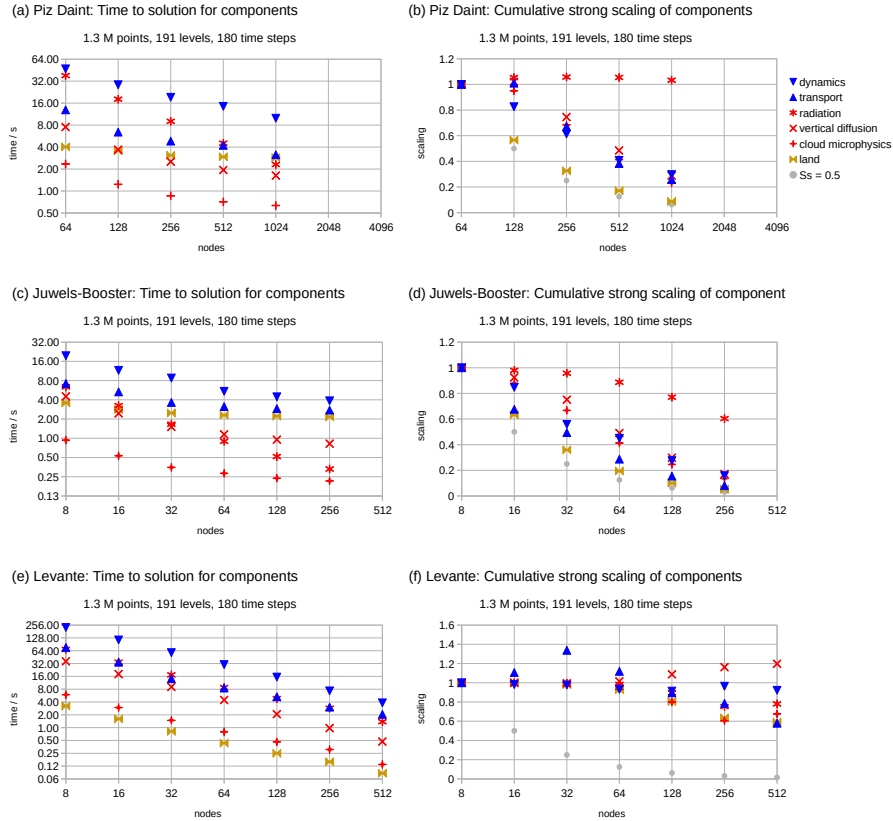 (a) Piz Daint: Time to solution for components
1.3 M points, 191 levels, 180 time steps
64.00
32.00
16.00
8.00
4.00
2.00
1.00
0.50
time / s
64 128 256 512 1024 2048 4096
nodes
(b) Piz Daint: Cumulative strong scaling of components
1.3 M points, 191 levels, 180 time steps
1.2
1
0.8
0.6
0.4
0.2
0
scaling
64 128 256 512 1024 2048 4096
nodes
dynamics
transport
radiation
vertical diffusion
cloud microphysics
land
Ss = 0.5
(c) Juwels-Booster: Time to solution for components
1.3 M points, 191 levels, 180 time steps
32.00
16.00
8.00
4.00
2.00
1.00
0.50
0.25
0.13
time / s
8 16 32 64 128 256 512
nodes
(d) Juwels-Booster: Cumulative strong scaling of component
1.3 M points, 191 levels, 180 time steps
1.2
1
0.8
0.6
0.4
0.2
0
scaling
8 16 32 64 128 256 512
nodes
(e) Levante: Time to solution for components
1.3 M points, 191 levels, 180 time steps
256.00
128.00
64.00
32.00
16.00
8.00
4.00
2.00
1.00
0.50
0.25
0.13
0.06
time / s
8 16 32 64 128 256 512
nodes
(f) Levante: Cumulative strong scaling of components
1.3 M points, 191 levels, 180 time steps
1.6
1.4
1.2
1
0.8
0.6
0.4
0.2
0
scaling
8 16 32 64 128 256 512
nodes